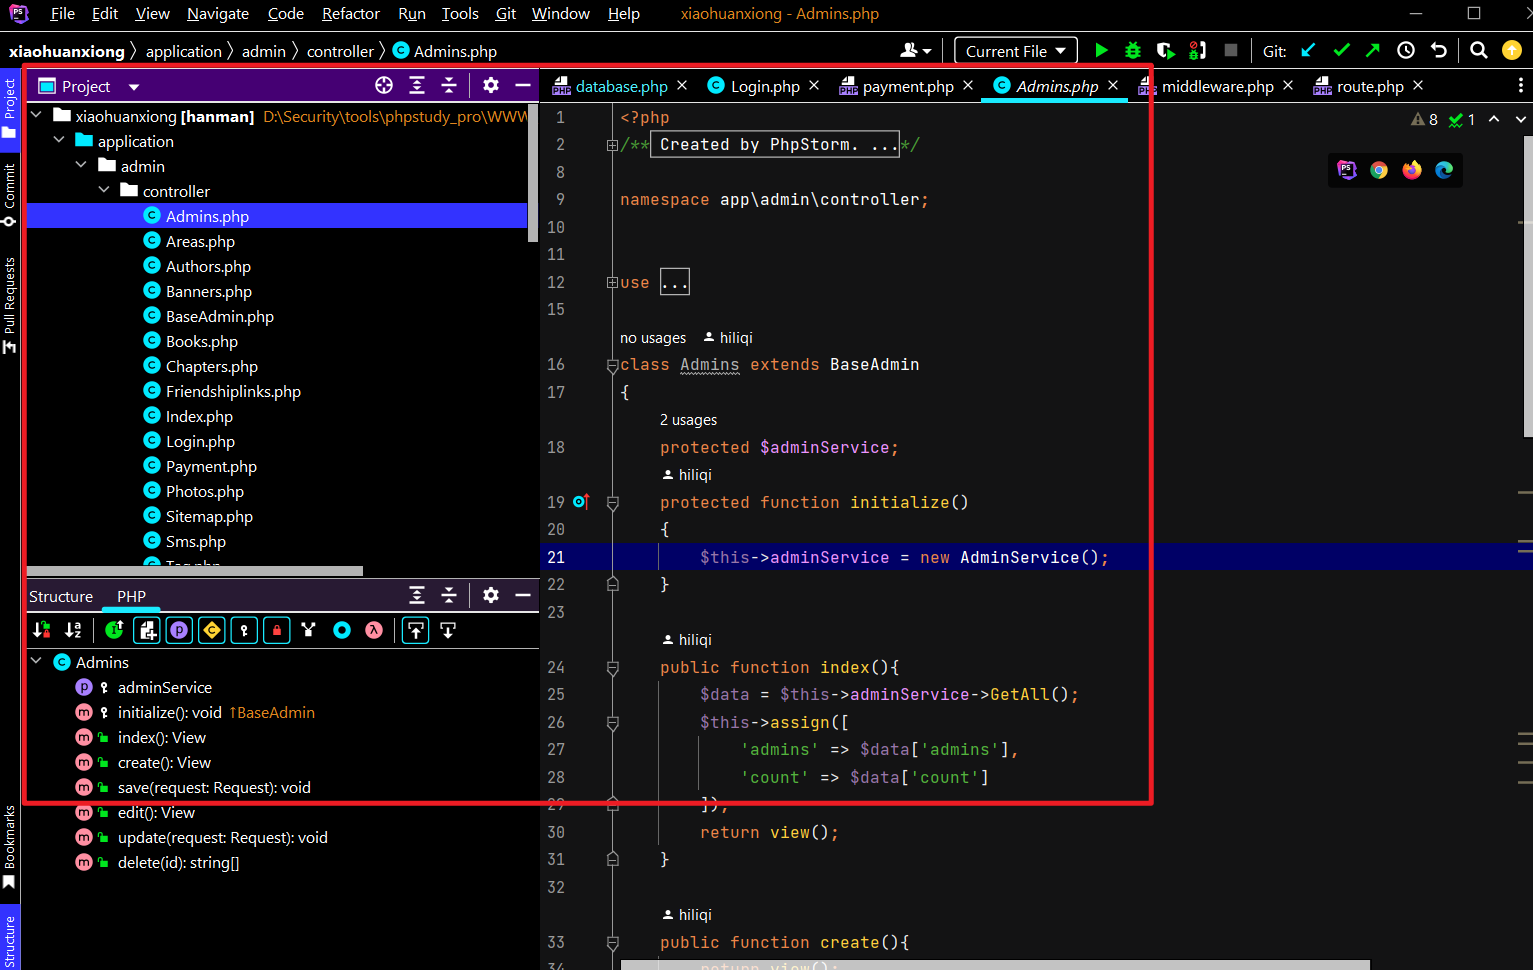 PS File Edit View Navigate Code Refactor Run Tools Git Window Help xiaohuanxiong - Admins.php
xiaohuanxiong application admin controller C Admins.php Current File Git:
Project
Commit
Pull Requests
Bookmarks
Structure
Project
xiaohuanxiong [hanman] D:\Security\tools\phpstudy_pro\WWW
application
admin
controller
C Admins.php
C Areas.php
C Authors.php
C Banners.php
C BaseAdmin.php
C Books.php
C Chapters.php
C Friendshiplinks.php
C Index.php
C Login.php
C Payment.php
C Photos.php
C Sitemap.php
C Sms.php
Structure PHP
C Admins
p adminService
m initialize(): void ↑BaseAdmin
m index(): View
m create(): View
m save(request: Request): void
m edit(): View
m update(request: Request): void
m delete(id): string[]
PHP database.php C Login.php PHP payment.php C Admins.php PHP middleware.php PHP route.php
8 1
1 <?php
2 /** Created by PhpStorm. ...*/
8
9 namespace app\admin\controller;
10
11
12 use ...
15
no usages hiliqi
16 class Admins extends BaseAdmin
17 {
2 usages
18 protected $adminService;
hiliqi
19 protected function initialize()
20 {
21 $this->adminService = new AdminService();
22 }
23
hiliqi
24 public function index(){
25 $data = $this->adminService->GetAll();
26 $this->assign([
27 'admins' => $data['admins'],
28 'count' => $data['count']
29 ]);
30 return view();
31 }
32
hiliqi
33 public function create(){
34 return view();